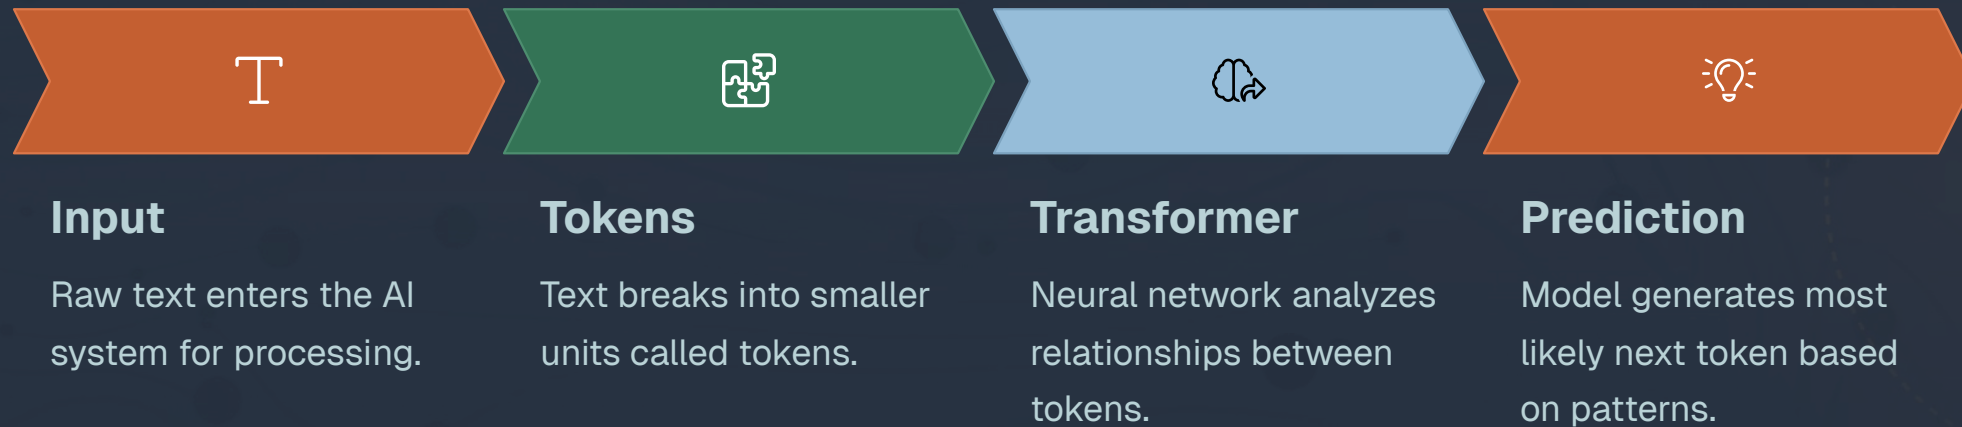 Input
Raw text enters the AI
system for processing.
Tokens
Text breaks into smaller
units called tokens.
Transformer
Neural network analyzes
relationships between
tokens.
Prediction
Model generates most
likely next token based
on patterns.